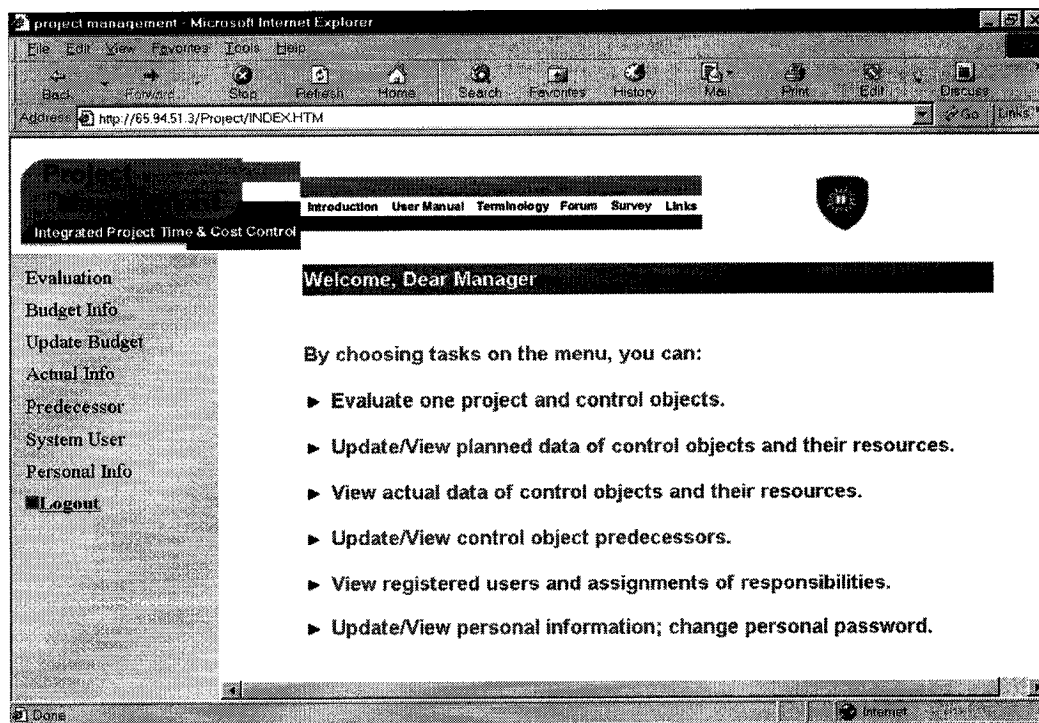 project management - Microsoft Internet Explorer
File Edit View Favorites Tools Help
Back Forward Stop Refresh Home Search Favorites History Mail Print Edit Discuss
Address http://65.94.51.3/Project/INDEX.HTM Go Links
Project
Management
Integrated Project Time & Cost Control
Introduction User Manual Terminology Forum Survey Links
Evaluation
Budget Info
Update Budget
Actual Info
Predecessor
System User
Personal Info
Logout
Welcome, Dear Manager
By choosing tasks on the menu, you can:
► Evaluate one project and control objects.
► Update/View planned data of control objects and their resources.
► View actual data of control objects and their resources.
► Update/View control object predecessors.
► View registered users and assignments of responsibilities.
► Update/View personal information; change personal password.
Done Internet